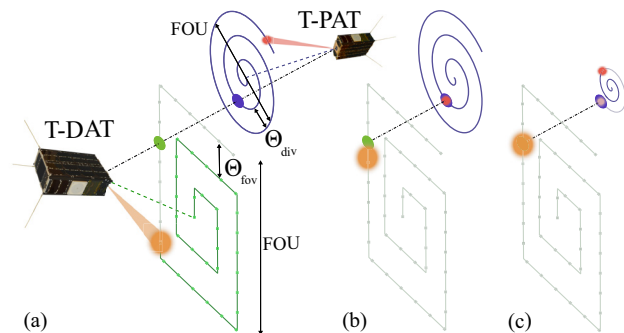 FOU
T-PAT
T-DAT
Θdiv
Θfov
FOU
(a)
(b)
(c)